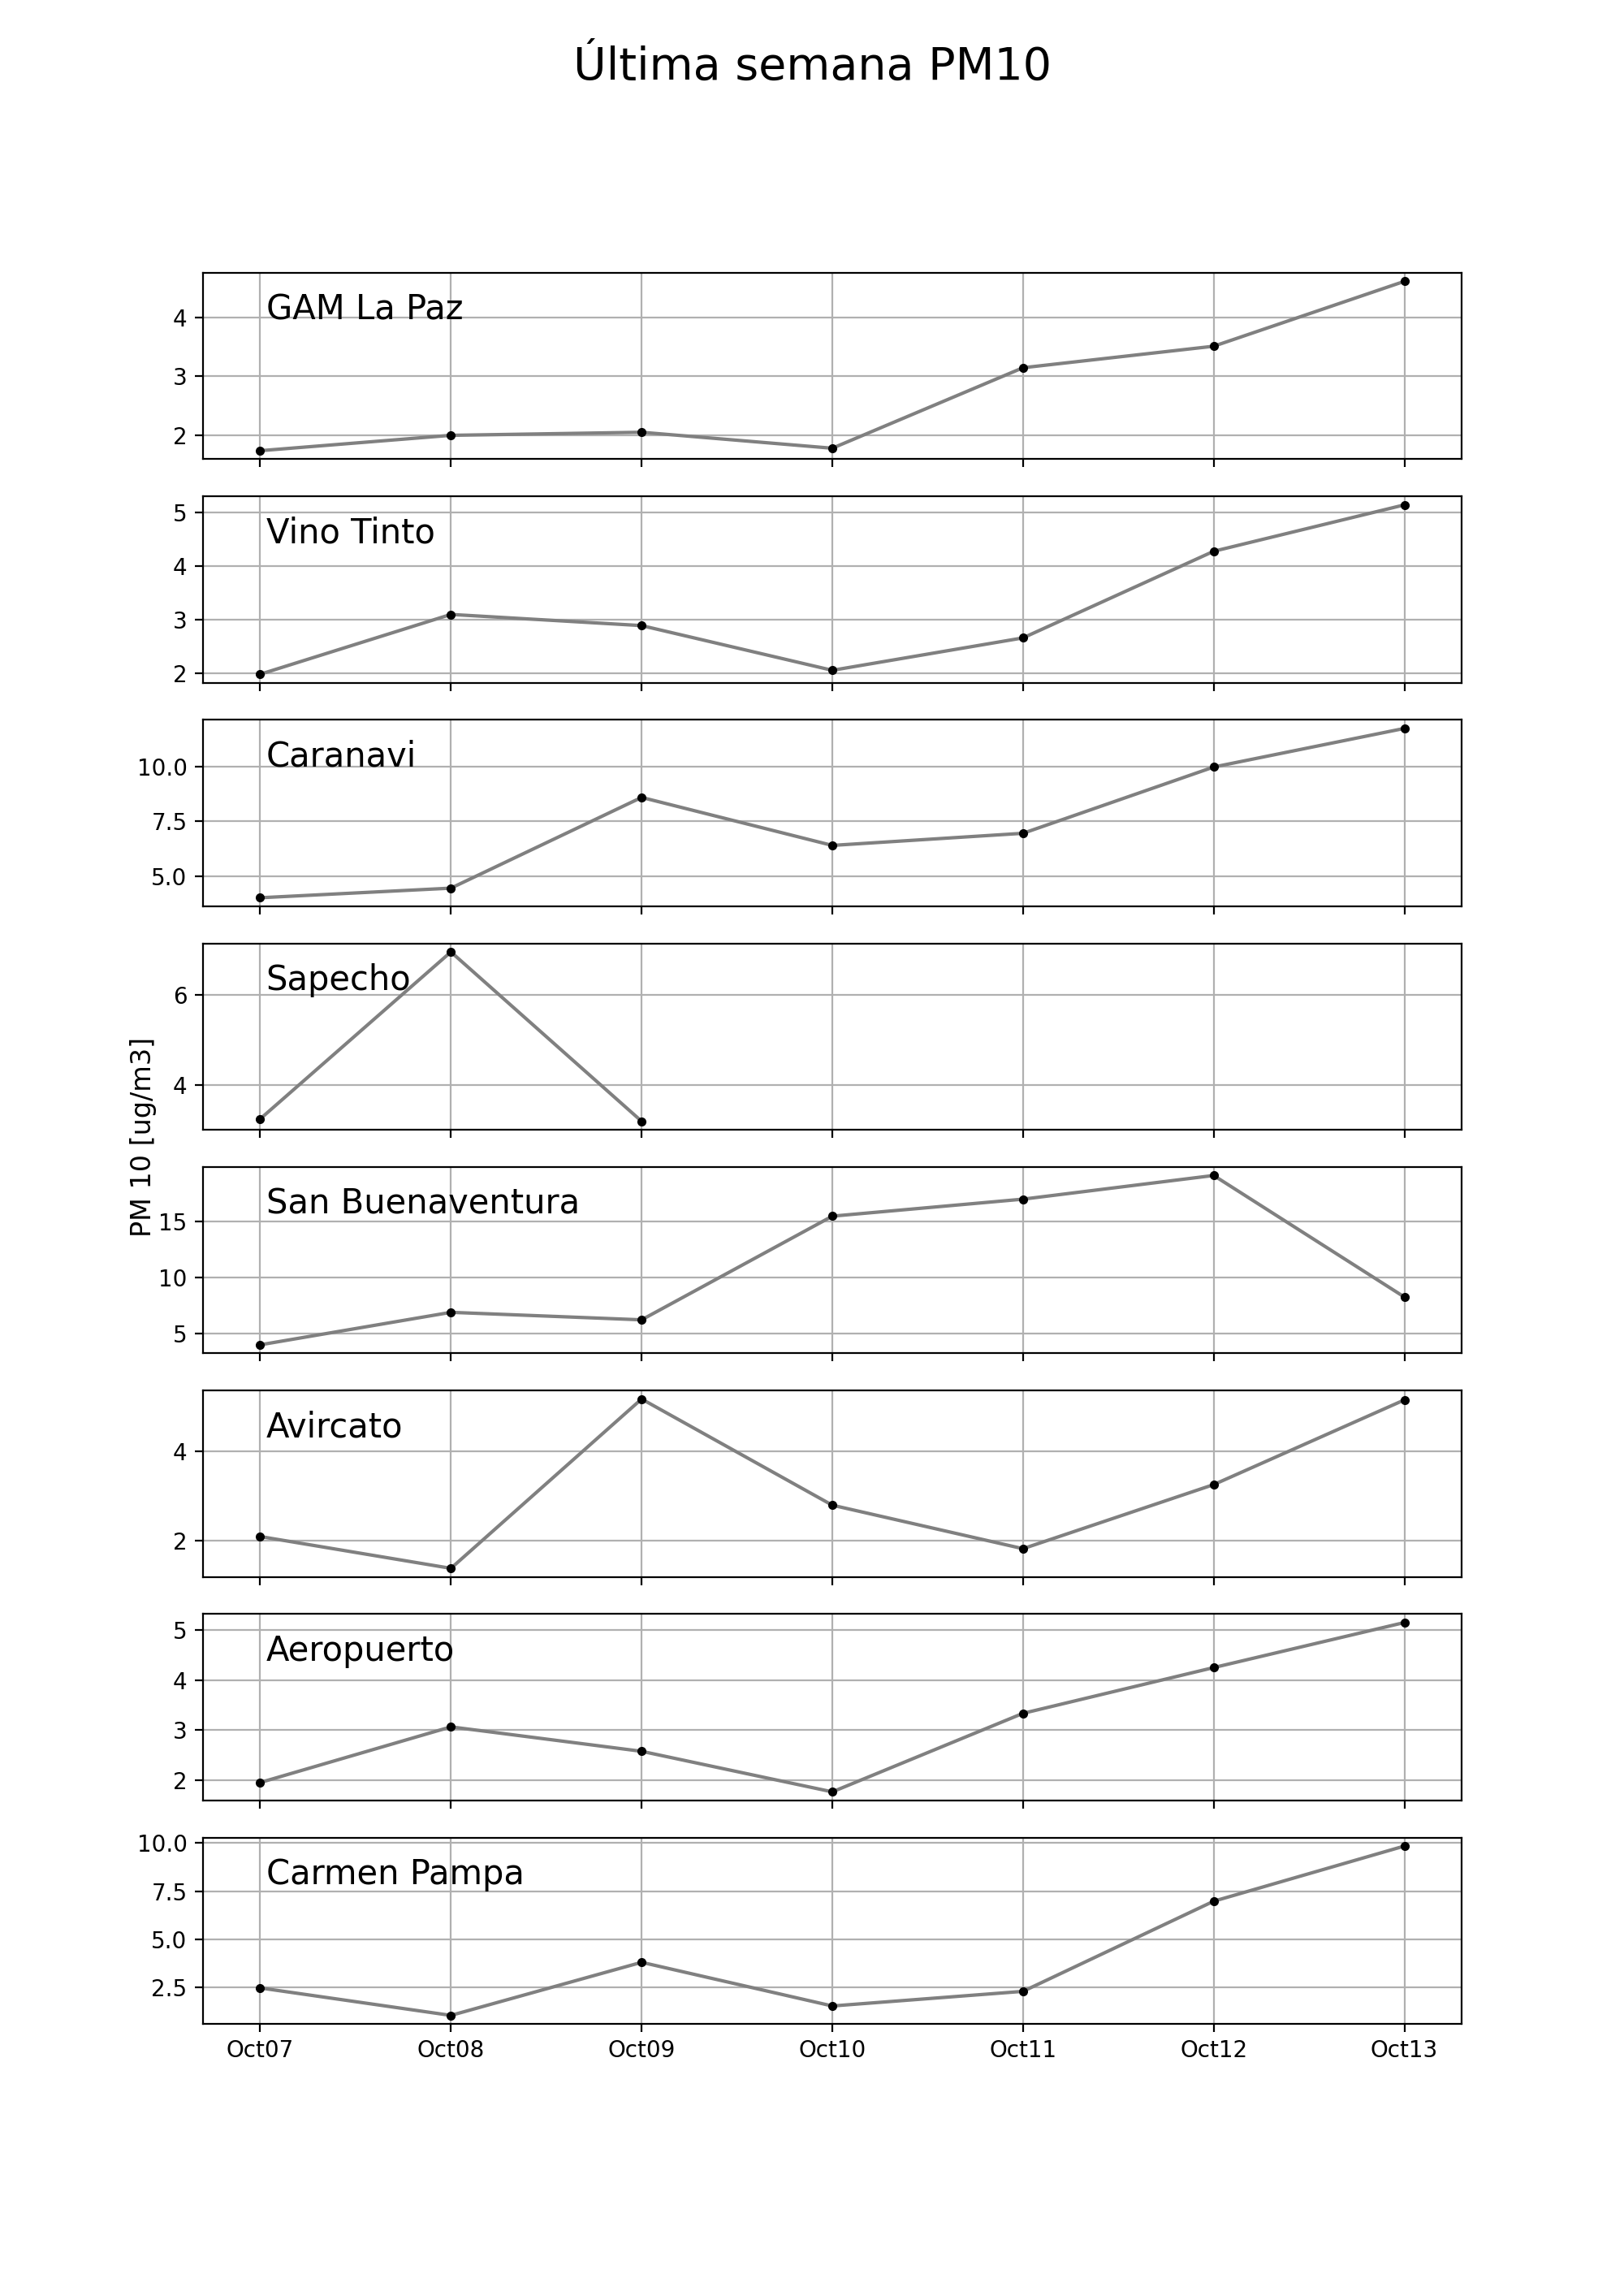 Última semana PM10
GAM La Paz
4
3
2
Vino Tinto
5
4
3
2
Caranavi
10.0
7.5
5.0
Sapecho
6
4
PM 10 [ug/m3]
San Buenaventura
15
10
5
Avircato
4
2
Aeropuerto
5
4
3
2
Carmen Pampa
10.0
7.5
5.0
2.5
Oct07 Oct08 Oct09 Oct10 Oct11 Oct12 Oct13